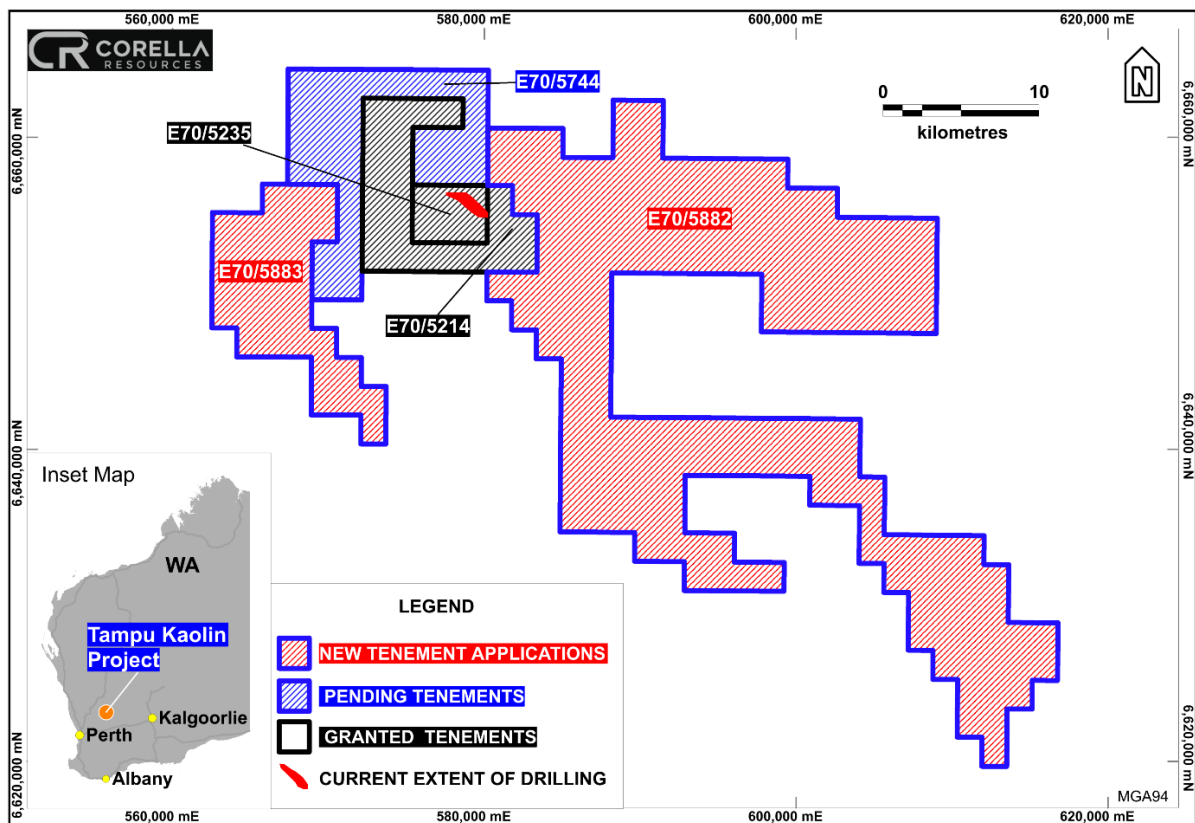 560,000 mE
580,000 mE
600,000 mE
620,000 mE
CR CORELLA
RESOURCES
E70/5744
0
10
kilometres
N
E70/5235
6,660,000 mN
6,660,000 mN
E70/5882
E70/5883
E70/5214
6,640,000 mN
6,640,000 mN
Inset Map
WA
Tampu Kaolin
Project
Kalgoorlie
Perth
Albany
LEGEND
NEW TENEMENT APPLICATIONS
PENDING TENEMENTS
GRANTED TENEMENTS
CURRENT EXTENT OF DRILLING
6,620,000 mN
6,620,000 mN
MGA94
560,000 mE
580,000 mE
600,000 mE
620,000 mE